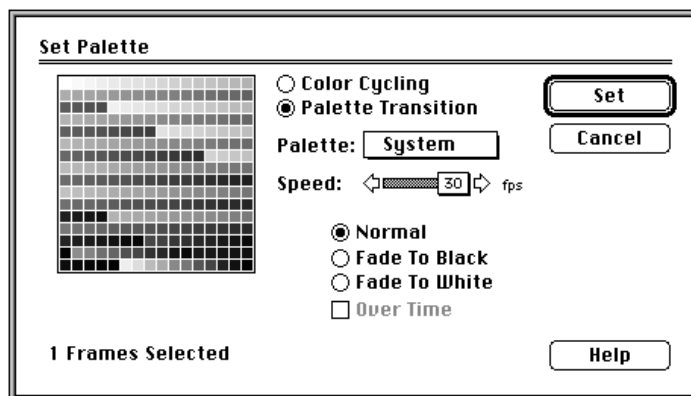 Set Palette
Color Cycling
Palette Transition
Palette: System
Speed: 30 fps
Normal
Fade To Black
Fade To White
Over Time
1 Frames Selected
Set
Cancel
Help